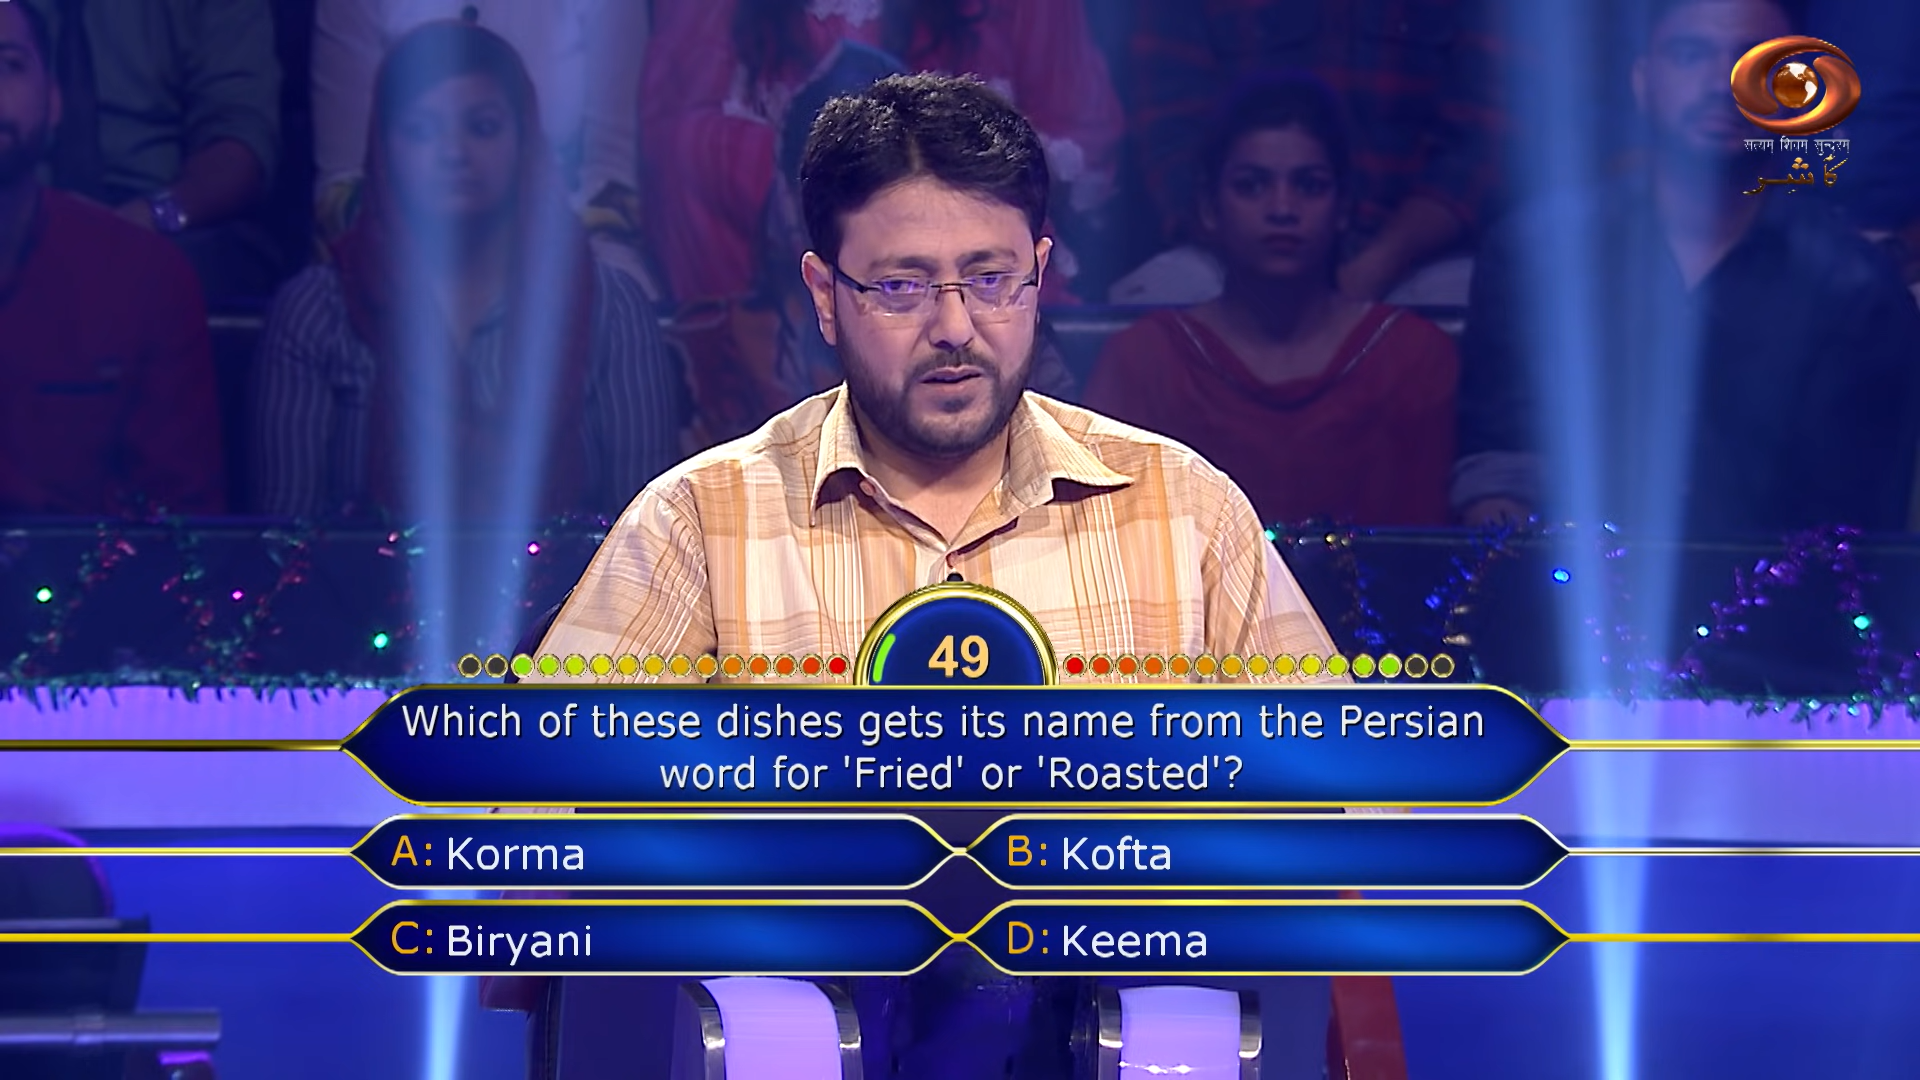 सत्यम् शिवम् सुन्दरम्
كأشِر
49
Which of these dishes gets its name from the Persian
word for 'Fried' or 'Roasted'?
A: Korma
B: Kofta
C: Biryani
D: Keema